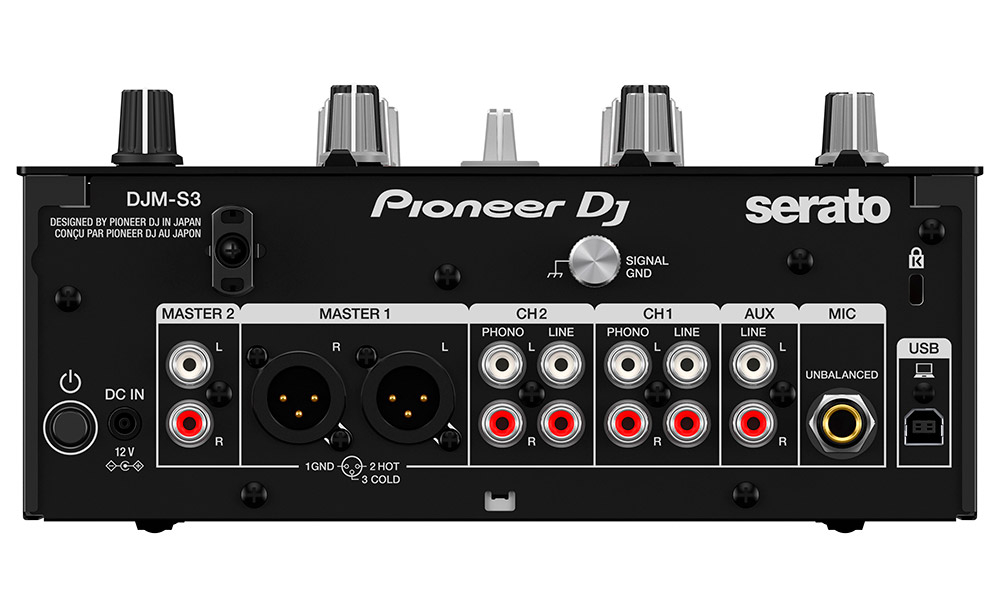 DJM-S3
DESIGNED BY PIONEER DJ IN JAPAN
CONÇU PAR PIONEER DJ AU JAPON
Pioneer Dj
serato
SIGNAL
GND
K
MASTER 2
MASTER 1
CH2
CH1
AUX
MIC
PHONO
LINE
PHONO
LINE
LINE
USB
L
R
L
L
L
L
UNBALANCED
DC IN
R
R
R
R
12 V
1 GND
2 HOT
3 COLD